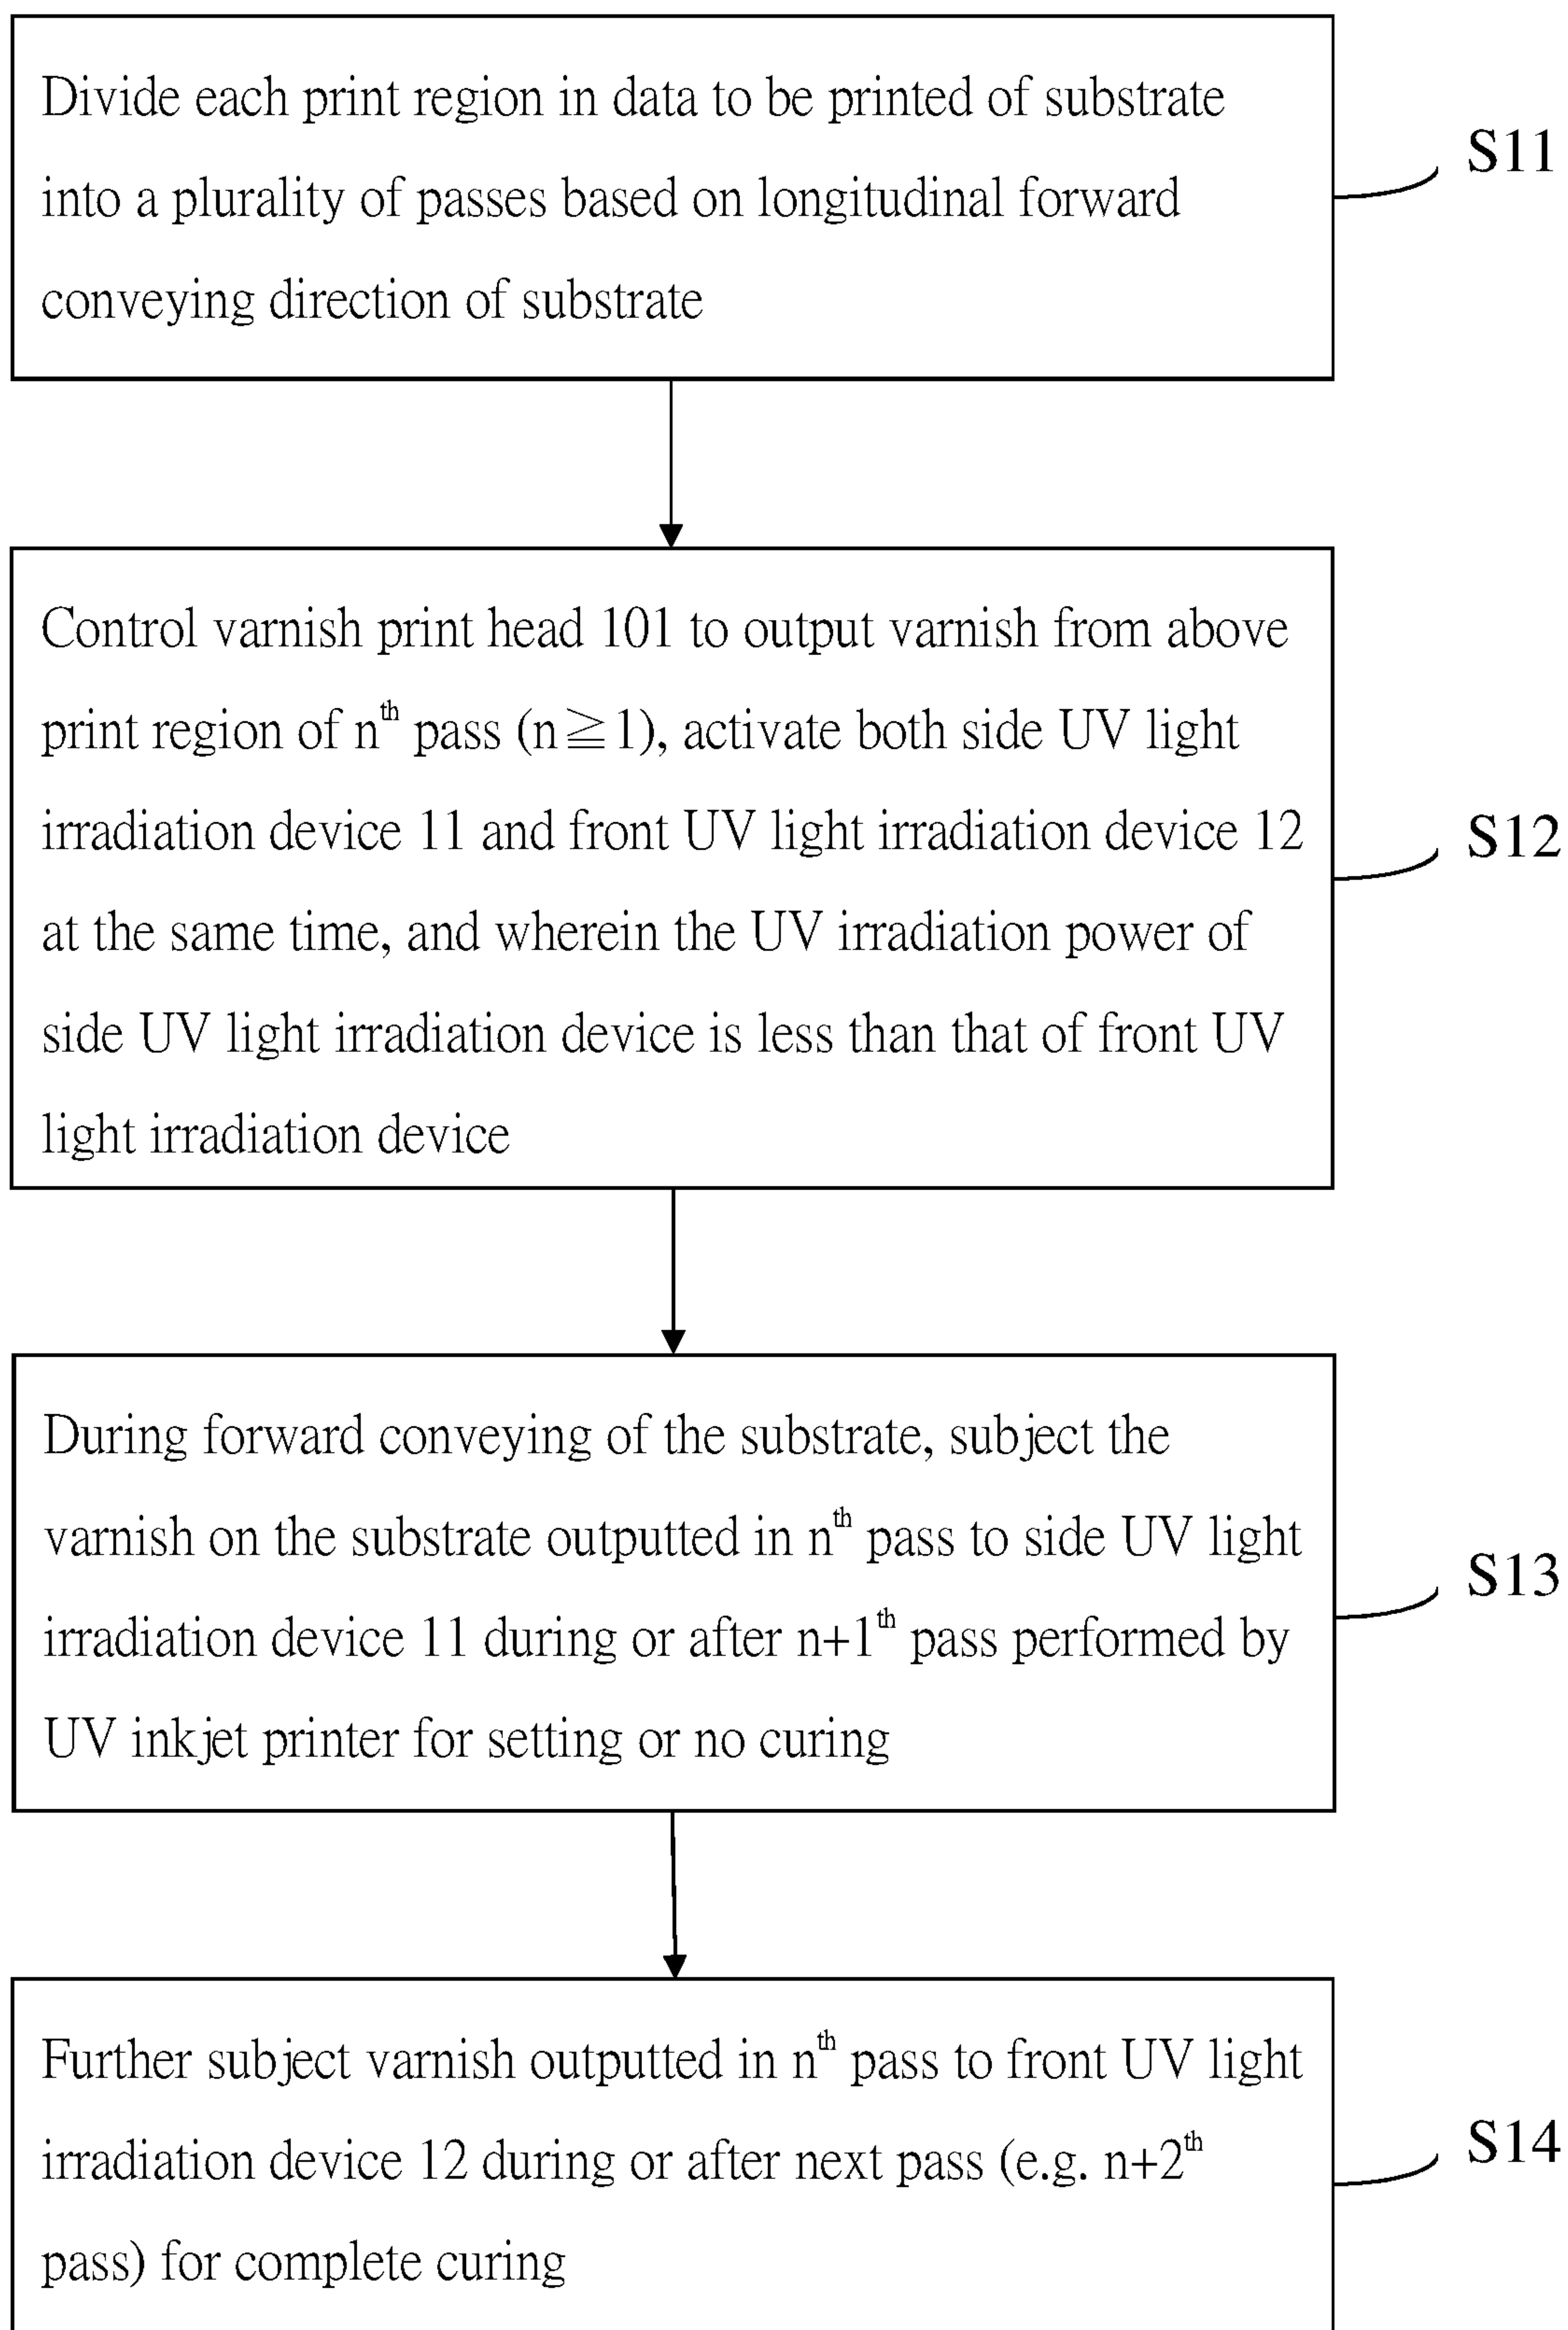 Divide each print region in data to be printed of substrate
into a plurality of passes based on longitudinal forward
conveying direction of substrate
S11
Control varnish print head 101 to output varnish from above
print region of nth pass (n≧1), activate both side UV light
irradiation device 11 and front UV light irradiation device 12
at the same time, and wherein the UV irradiation power of
side UV light irradiation device is less than that of front UV
light irradiation device
S12
During forward conveying of the substrate, subject the
varnish on the substrate outputted in nth pass to side UV light
irradiation device 11 during or after n+1th pass performed by
UV inkjet printer for setting or no curing
S13
Further subject varnish outputted in nth pass to front UV light
irradiation device 12 during or after next pass (e.g. n+2th
pass) for complete curing
S14